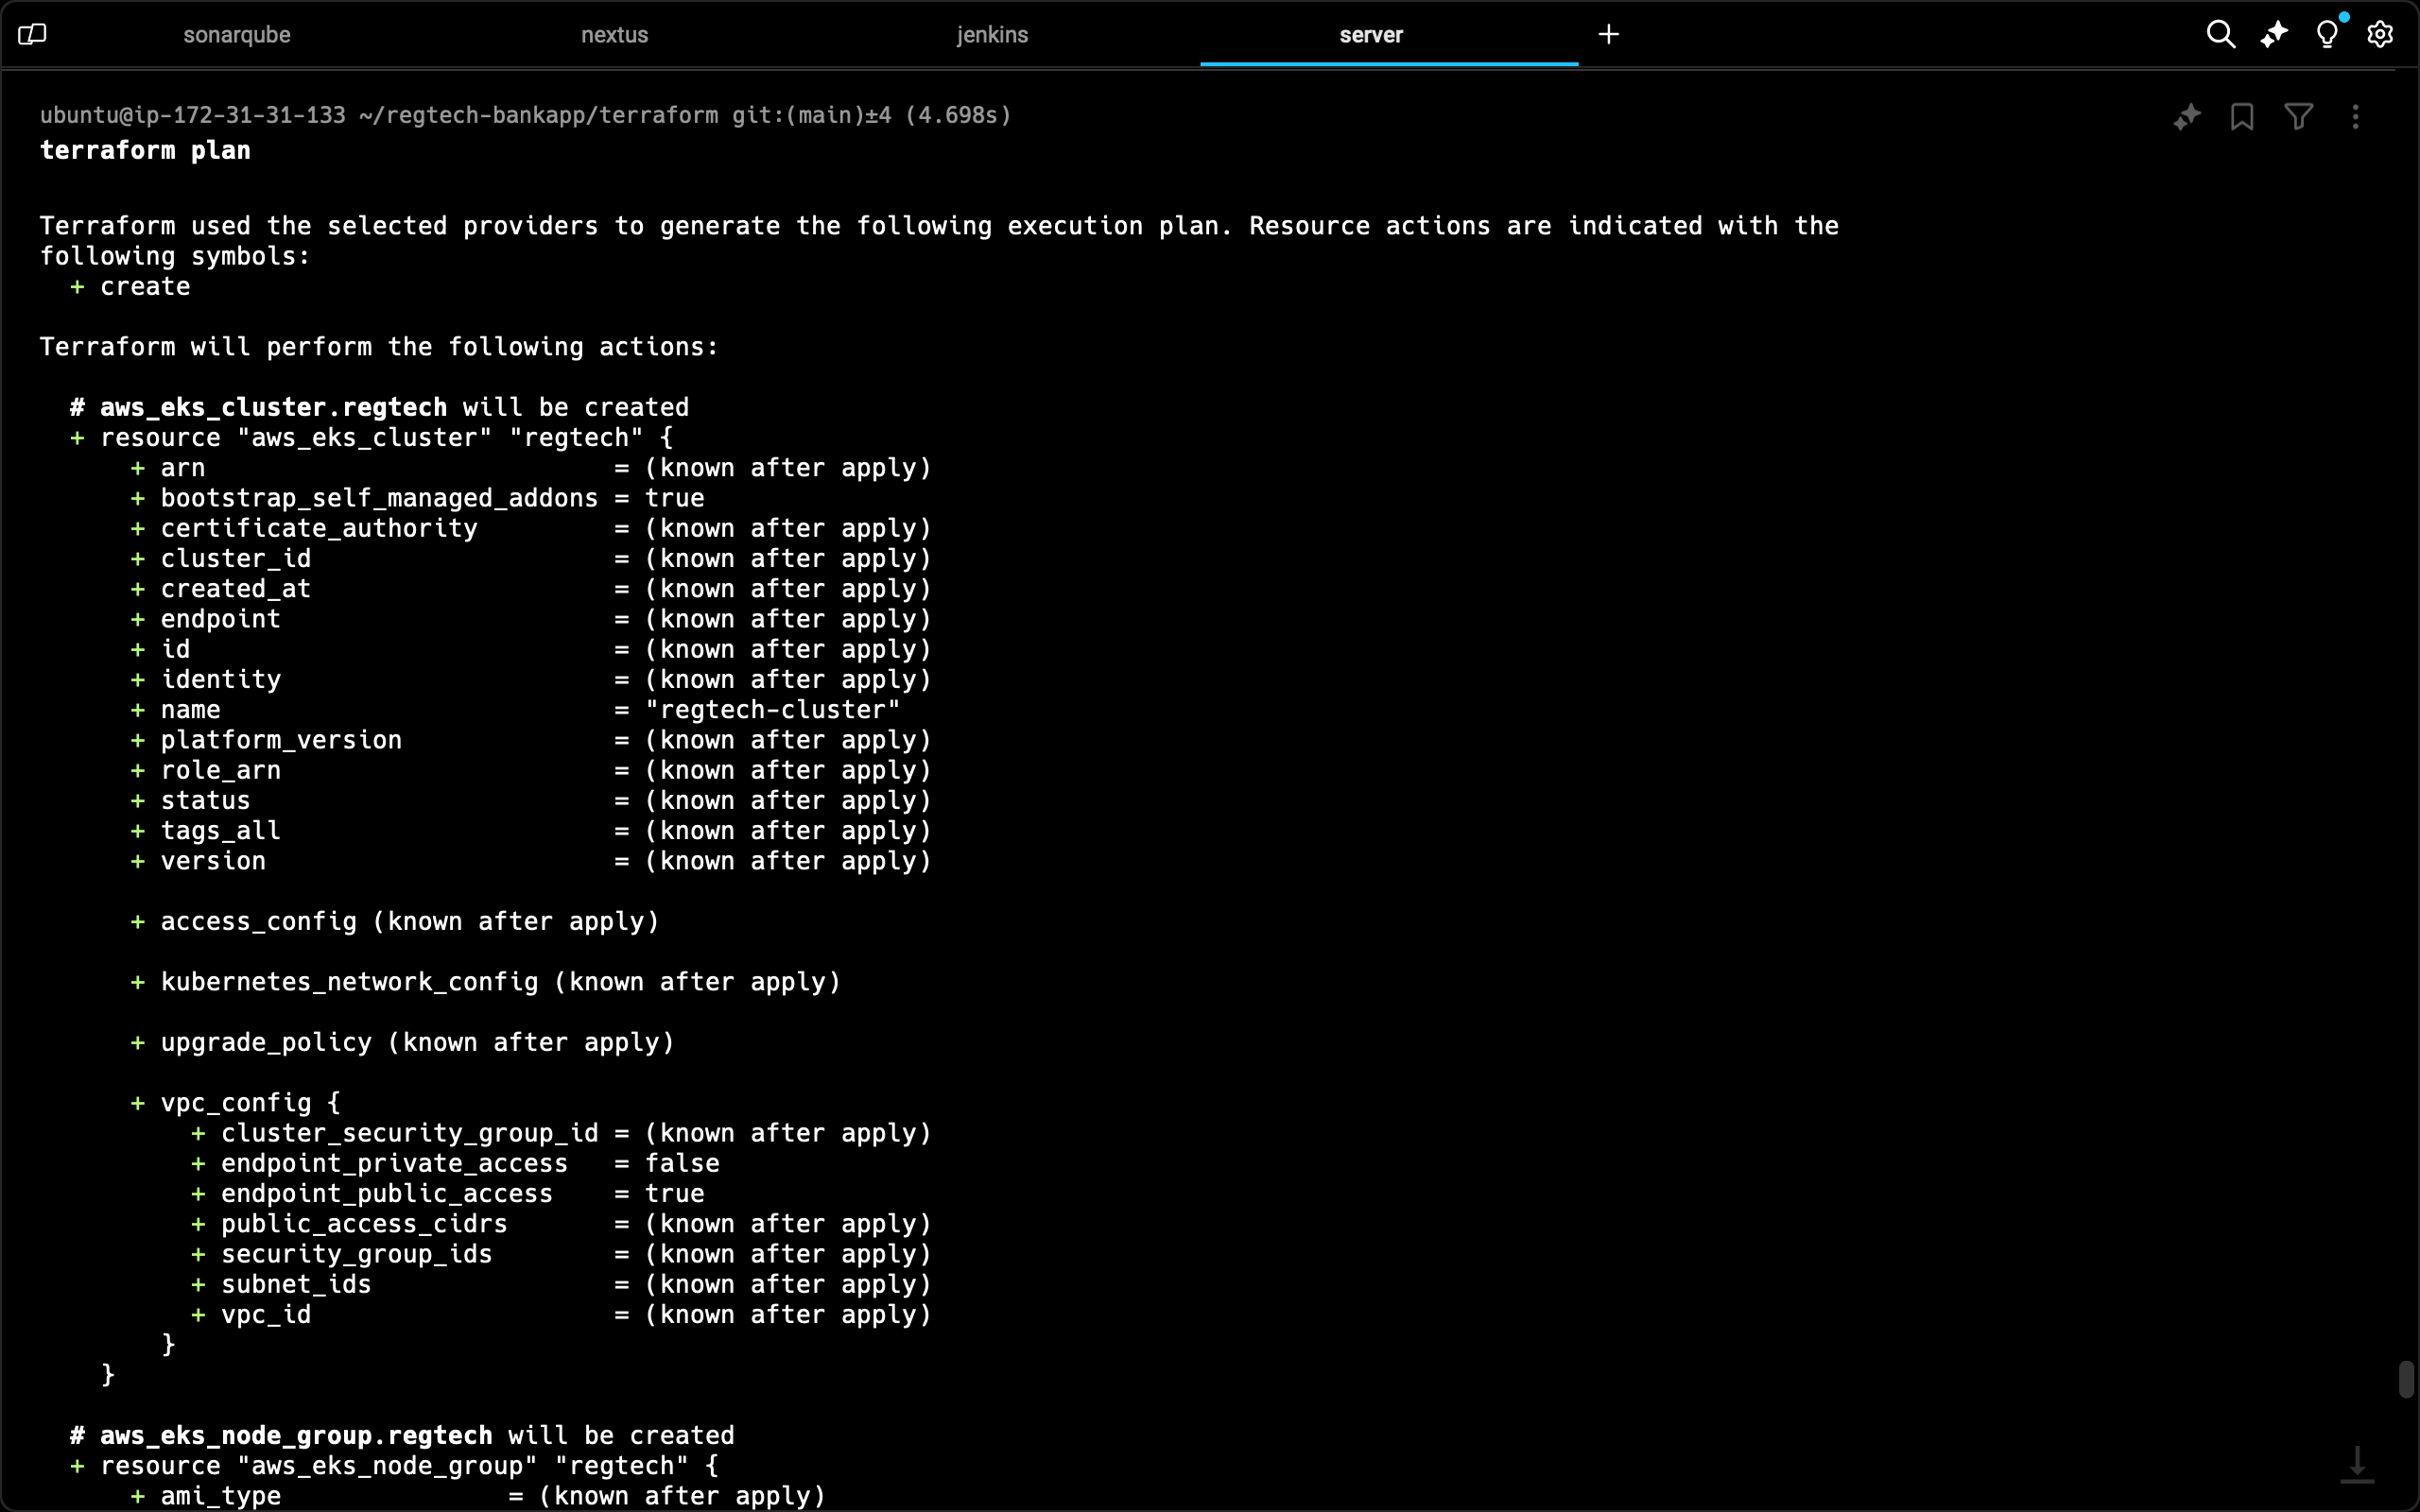 sonarqube nextus jenkins server +
ubuntu@ip-172-31-31-133 ~/regtech-bankapp/terraform git:(main)±4 (4.698s)
terraform plan
Terraform used the selected providers to generate the following execution plan. Resource actions are indicated with the
following symbols:
  + create
Terraform will perform the following actions:
  # aws_eks_cluster.regtech will be created
  + resource "aws_eks_cluster" "regtech" {
      + arn                           = (known after apply)
      + bootstrap_self_managed_addons = true
      + certificate_authority         = (known after apply)
      + cluster_id                    = (known after apply)
      + created_at                    = (known after apply)
      + endpoint                      = (known after apply)
      + id                            = (known after apply)
      + identity                      = (known after apply)
      + name                          = "regtech-cluster"
      + platform_version              = (known after apply)
      + role_arn                      = (known after apply)
      + status                        = (known after apply)
      + tags_all                      = (known after apply)
      + version                       = (known after apply)
      + access_config (known after apply)
      + kubernetes_network_config (known after apply)
      + upgrade_policy (known after apply)
      + vpc_config {
          + cluster_security_group_id = (known after apply)
          + endpoint_private_access   = false
          + endpoint_public_access    = true
          + public_access_cidrs       = (known after apply)
          + security_group_ids        = (known after apply)
          + subnet_ids                = (known after apply)
          + vpc_id                    = (known after apply)
        }
    }
  # aws_eks_node_group.regtech will be created
  + resource "aws_eks_node_group" "regtech" {
      + ami_type               = (known after apply)